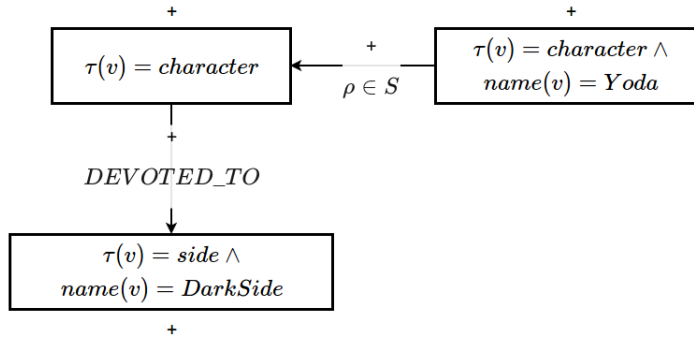 +
+
τ(v) = character
+
ρ ∈ S
τ(v) = character ∧
name(v) = Yoda
+
DEVOTED_TO
τ(v) = side ∧
name(v) = DarkSide
+